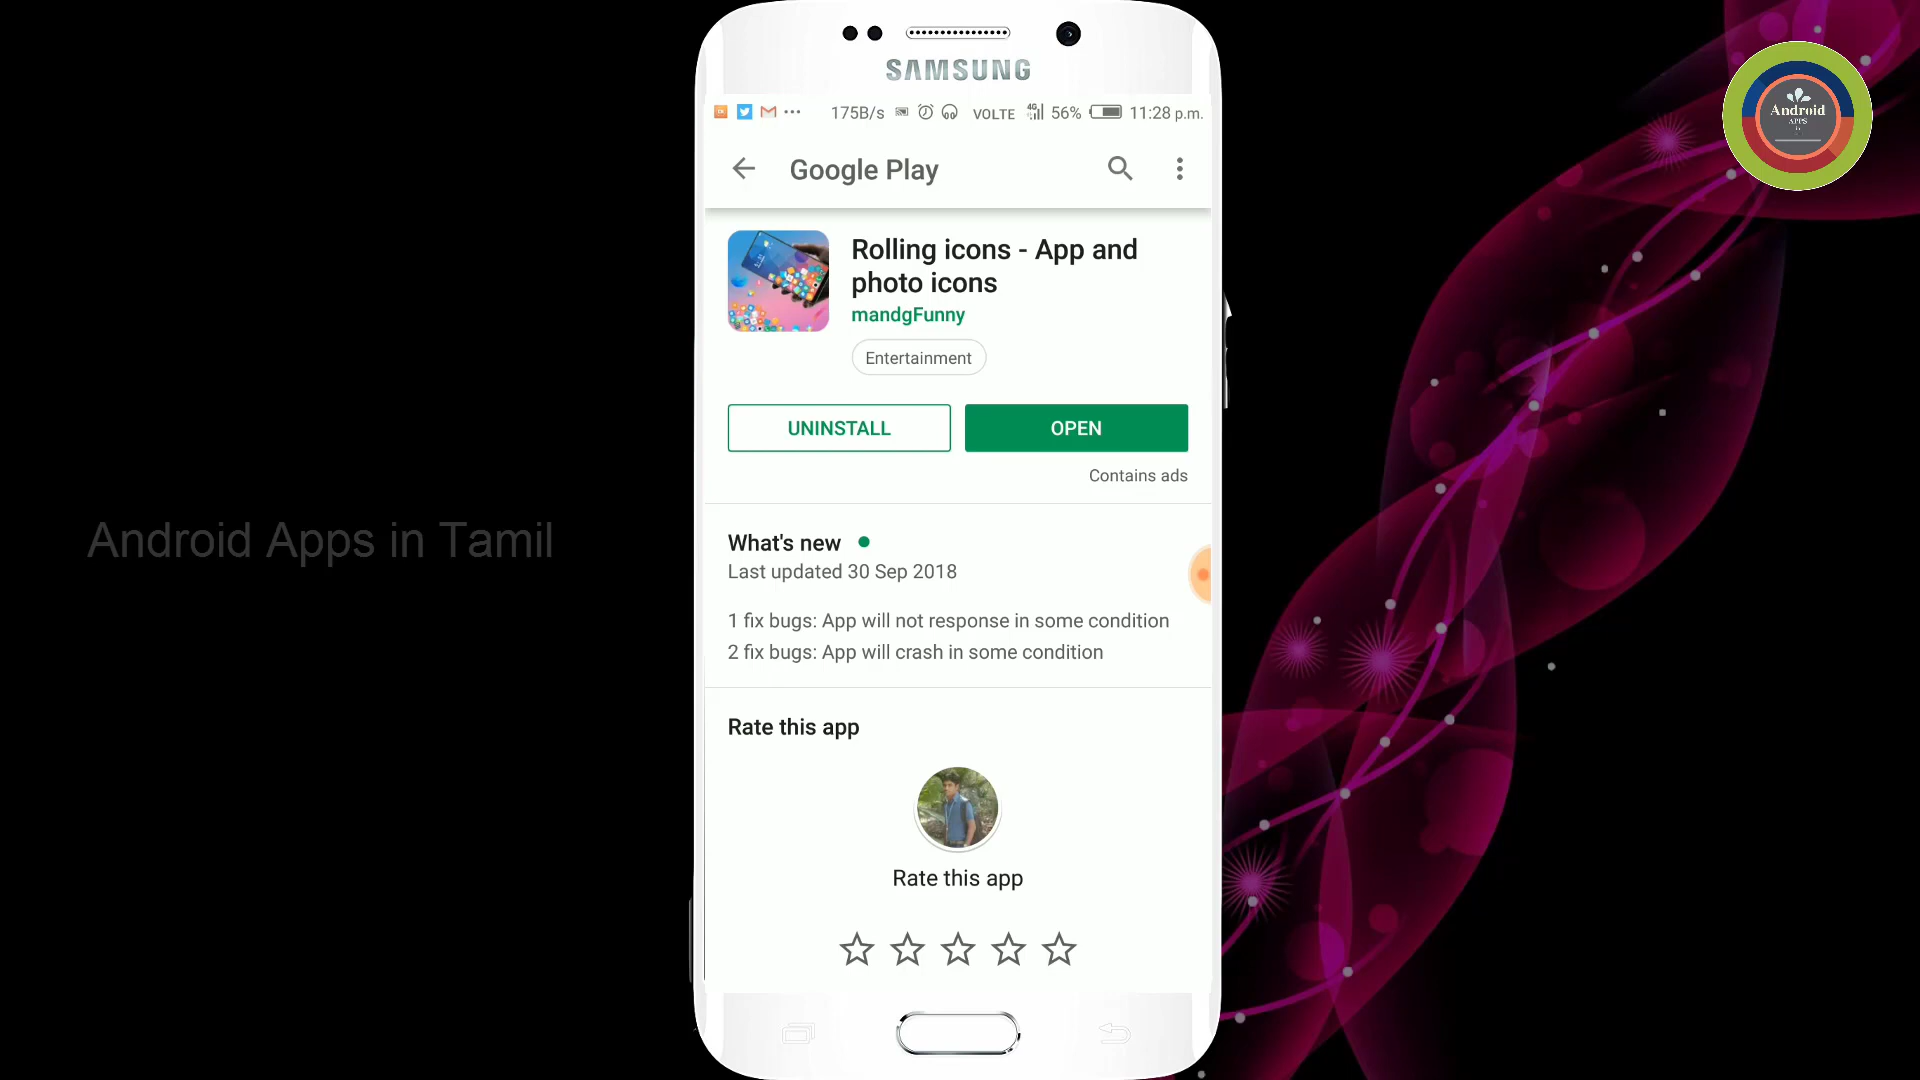 SAMSUNG
175B/s VOLTE 4G 56% 11:28 p.m.
Google Play
Rolling icons - App and
photo icons
mandgFunny
Entertainment
UNINSTALL
OPEN
Contains ads
What's new
Last updated 30 Sep 2018
1 fix bugs: App will not response in some condition
2 fix bugs: App will crash in some condition
Rate this app
Rate this app
Android Apps in Tamil
Android
APPS